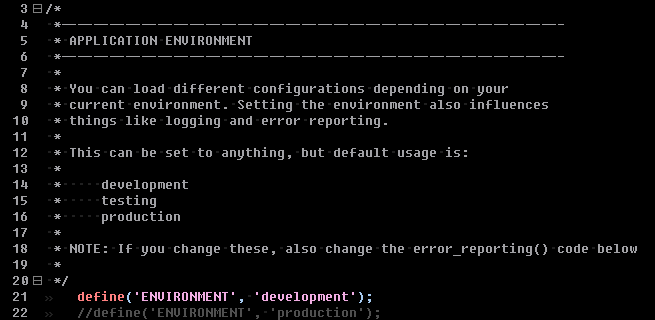 3 /*
4 *---------------------------------------------------------------
5 * APPLICATION ENVIRONMENT
6 *---------------------------------------------------------------
7 *
8 * You can load different configurations depending on your
9 * current environment. Setting the environment also influences
10 * things like logging and error reporting.
11 *
12 * This can be set to anything, but default usage is:
13 *
14 * development
15 * testing
16 * production
17 *
18 * NOTE: If you change these, also change the error_reporting() code below
19 *
20 */
21 define('ENVIRONMENT', 'development');
22 //define('ENVIRONMENT', 'production');